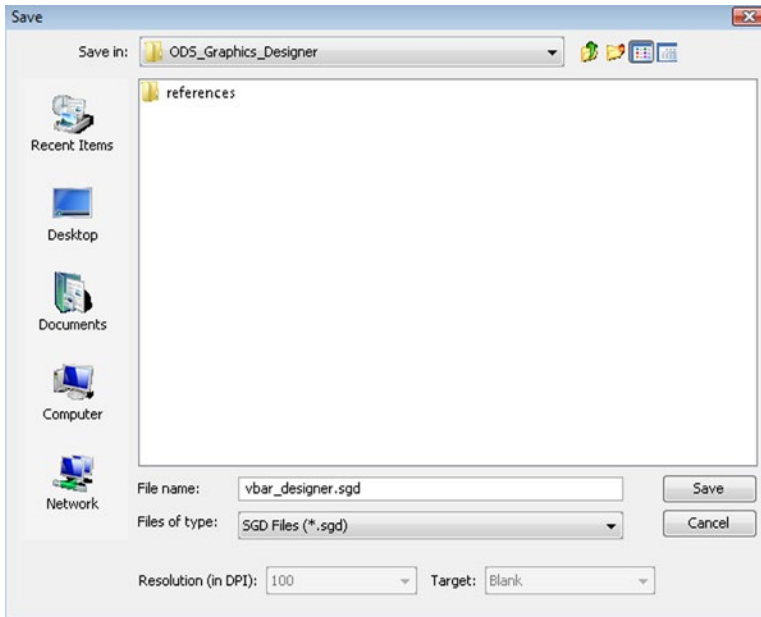 Save
Save in: ODS_Graphics_Designer
references
Recent Items
Desktop
Documents
Computer
Network
File name: vbar_designer.sgd Save
Files of type: SGD Files (*.sgd) Cancel
Resolution (in DPI): 100 Target: Blank